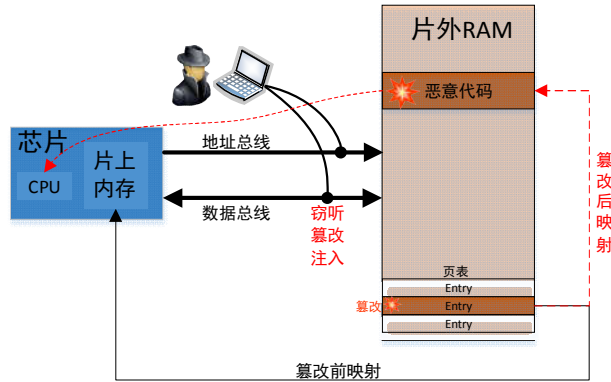 片外RAM
恶意代码
芯片
CPU
片上
内存
地址总线
数据总线
窃听
篡改
注入
篡
改
后
映
射
页表
Entry
篡改
Entry
Entry
篡改前映射